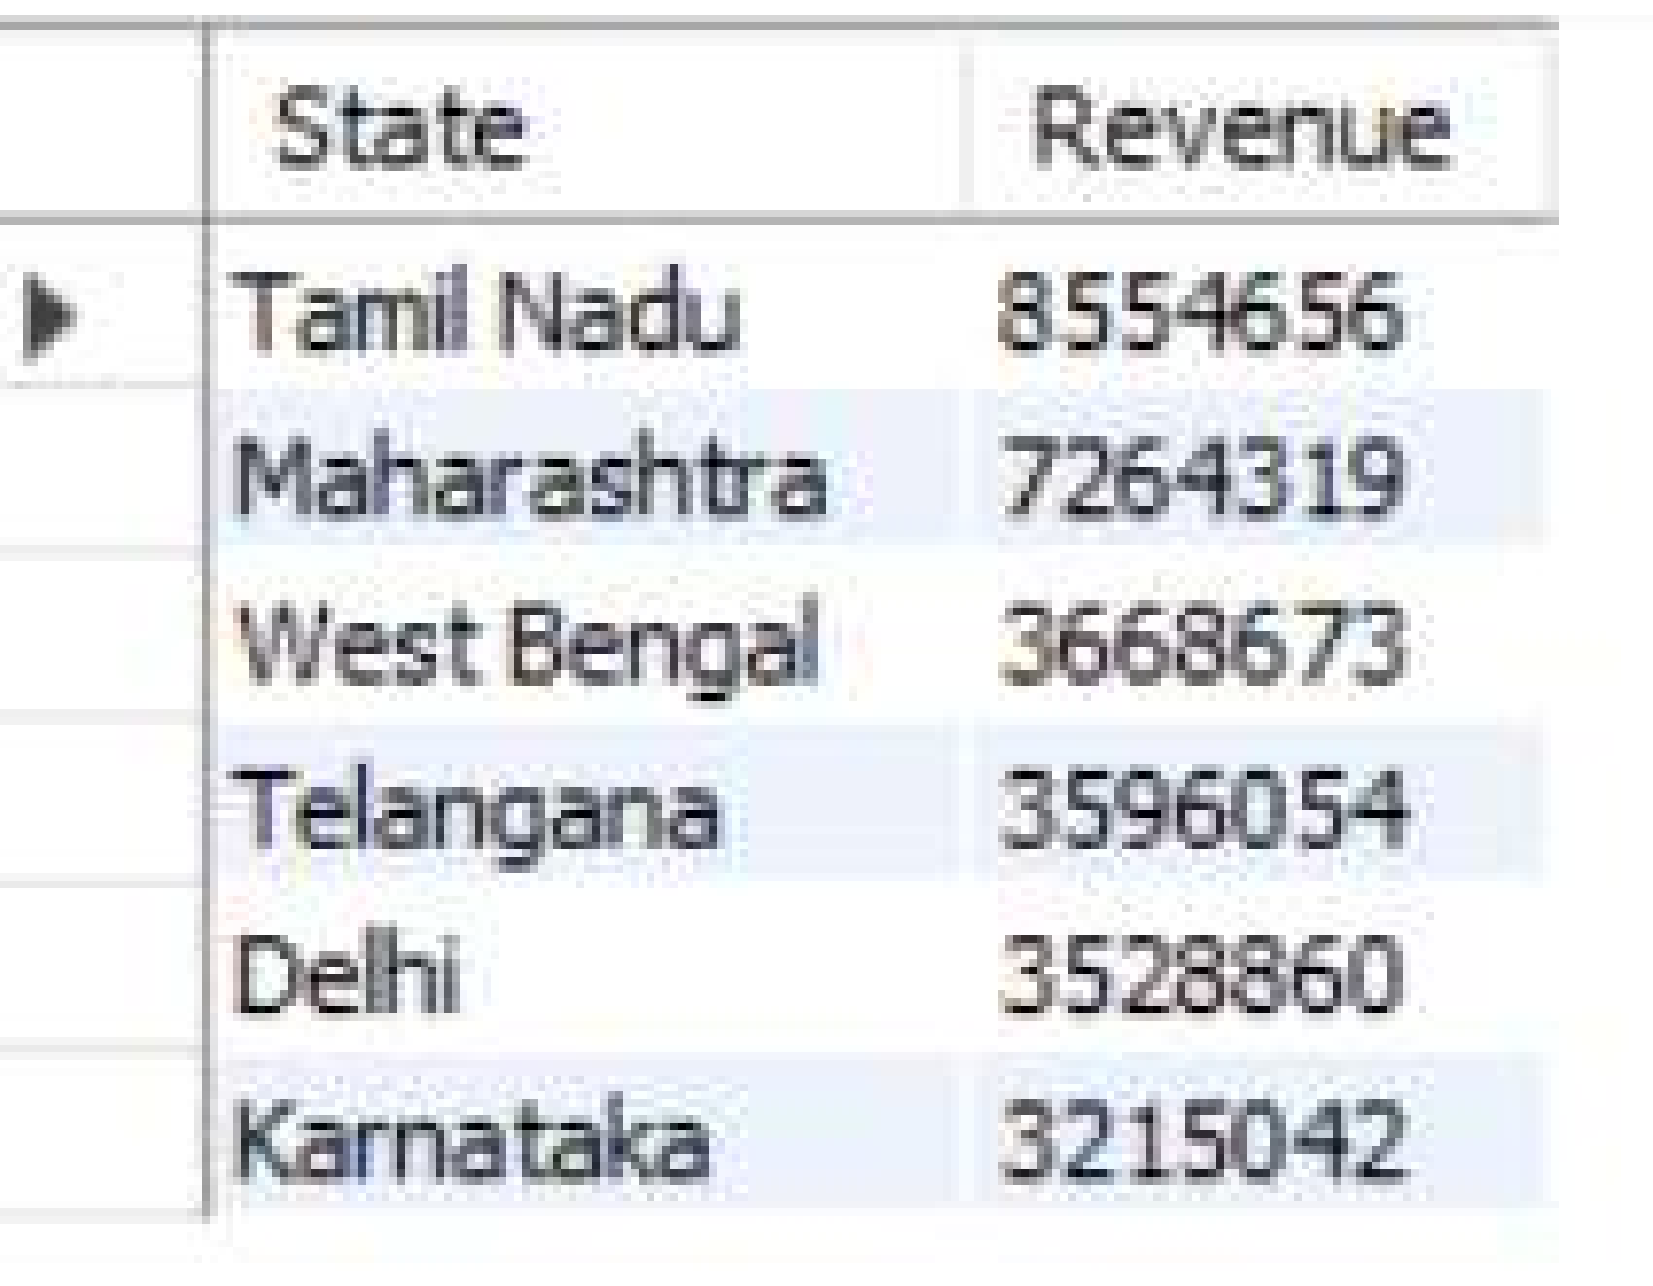 State Revenue
Tamil Nadu 8554656
Maharashtra 7264319
West Bengal 3668673
Telangana 3596054
Delhi 3528860
Karnataka 3215042